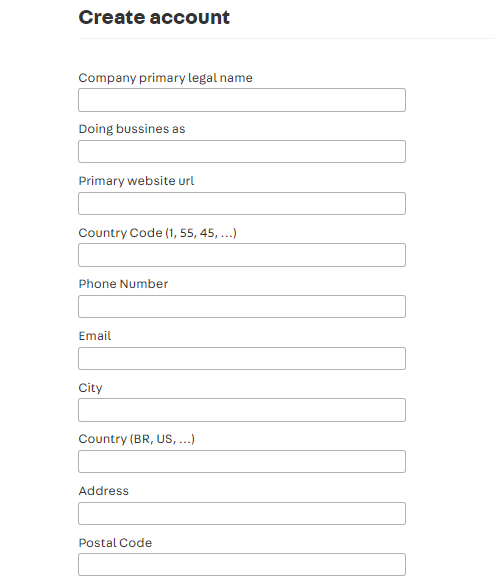 Create account
Company primary legal name
Doing bussines as
Primary website url
Country Code (1, 55, 45, ...)
Phone Number
Email
City
Country (BR, US, ...)
Address
Postal Code